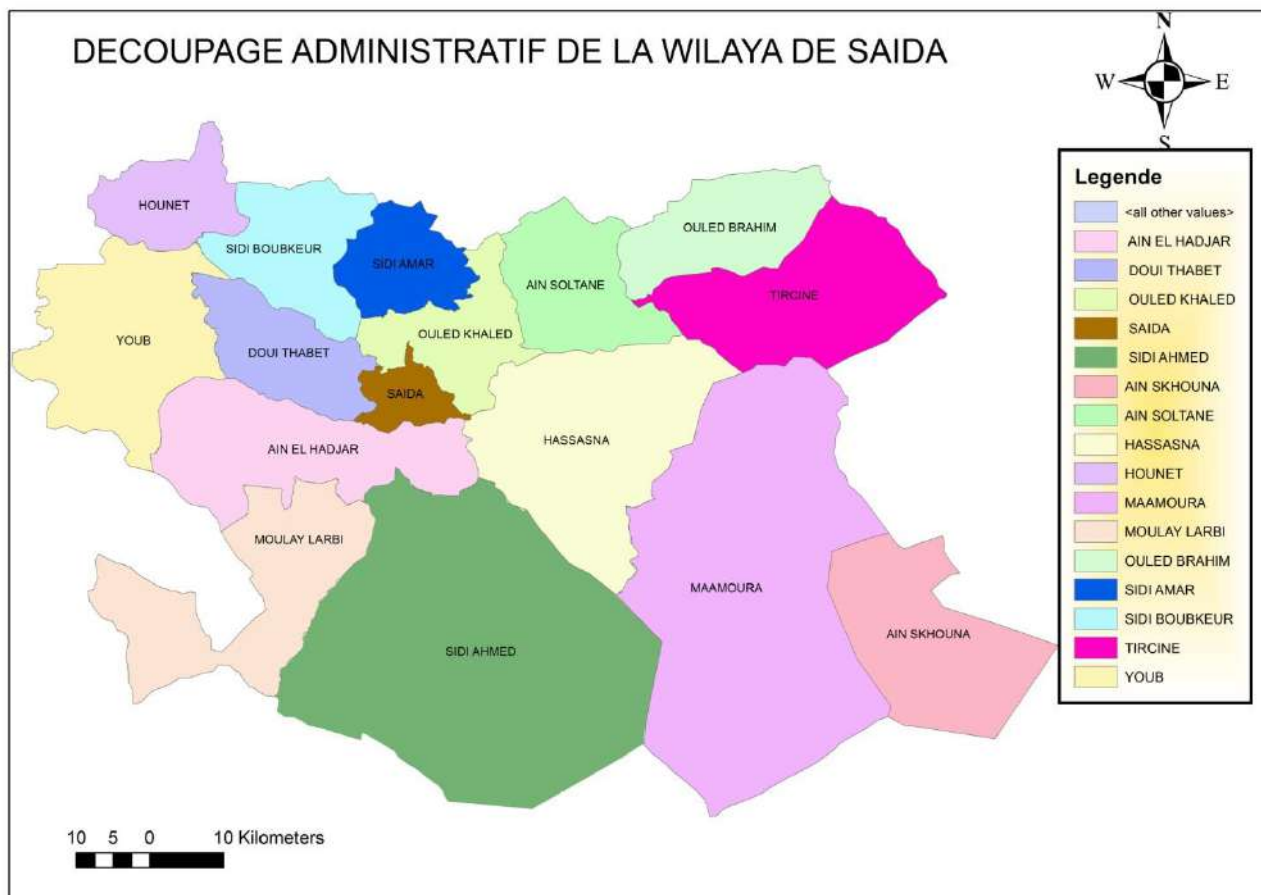 DECOUPAGE ADMINISTRATIF DE LA WILAYA DE SAIDA
N
W E
S
HOUNET
SIDI BOUBKEUR
SIDI AMAR
OULED BRAHIM
AIN SOLTANE
TIRCINE
YOUB
DOUI THABET
OULED KHALED
SAIDA
HASSASNA
AIN EL HADJAR
MOULAY LARBI
MAAMOURA
SIDI AHMED
AIN SKHOUNA
10 5 0 10 Kilometers
Legende
<all other values>
AIN EL HADJAR
DOUI THABET
OULED KHALED
SAIDA
SIDI AHMED
AIN SKHOUNA
AIN SOLTANE
HASSASNA
HOUNET
MAAMOURA
MOULAY LARBI
OULED BRAHIM
SIDI AMAR
SIDI BOUBKEUR
TIRCINE
YOUB